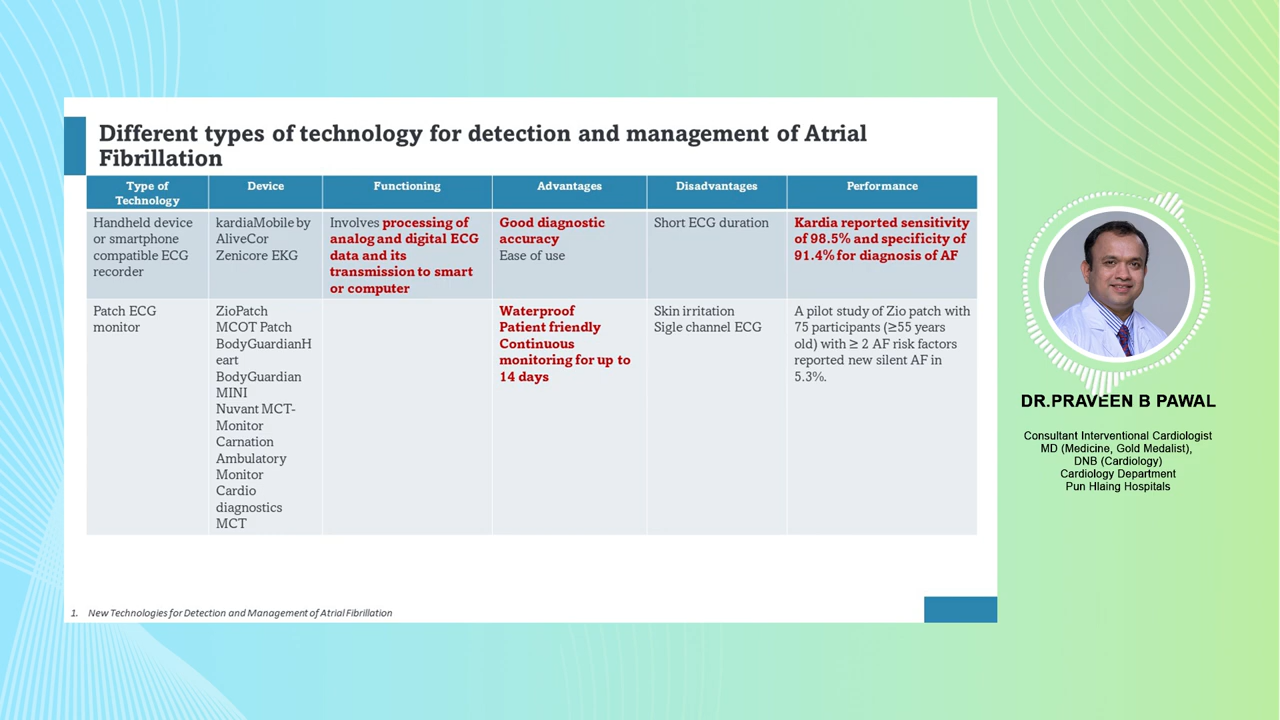 Different types of technology for detection and management of Atrial
Fibrillation
Type of
Technology
Device
Functioning
Advantages
Disadvantages
Performance
Handheld device
or smartphone
compatible ECG
recorder
kardiaMobile by
AliveCor
Zenicore EKG
Involves processing of
analog and digital ECG
data and its
transmission to smart
or computer
Good diagnostic
accuracy
Ease of use
Short ECG duration
Kardia reported sensitivity
of 98.5% and specificity of
91.4% for diagnosis of AF
Patch ECG
monitor
ZioPatch
MCOT Patch
BodyGuardianH
eart
BodyGuardian
MINI
Nuvant MCT-
Monitor
Carnation
Ambulatory
Monitor
Cardio
diagnostics
MCT
Waterproof
Patient friendly
Continuous
monitoring for up to
14 days
Skin irritation
Sigle channel ECG
A pilot study of Zio patch with
75 participants (≥55 years
old) with ≥ 2 AF risk factors
reported new silent AF in
5.3%.
1. New Technologies for Detection and Management of Atrial Fibrillation
DR.PRAVEEN B PAWAL
Consultant Interventional Cardiologist
MD (Medicine, Gold Medalist),
DNB (Cardiology)
Cardiology Department
Pun Hlaing Hospitals